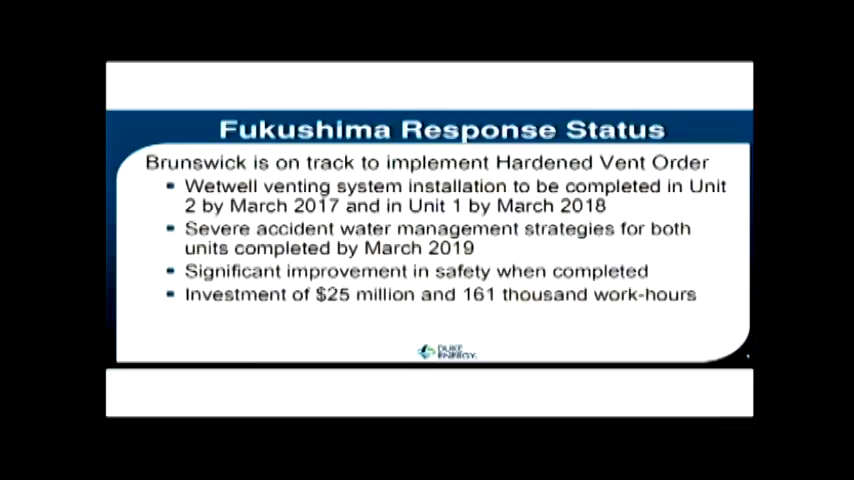 Fukushima Response Status
Brunswick is on track to implement Hardened Vent Order
Wetwell venting system installation to be completed in Unit
2 by March 2017 and in Unit 1 by March 2018
Severe accident water management strategies for both
units completed by March 2019
Significant improvement in safety when completed
Investment of $25 million and 161 thousand work-hours
DUKE
ENERGY.